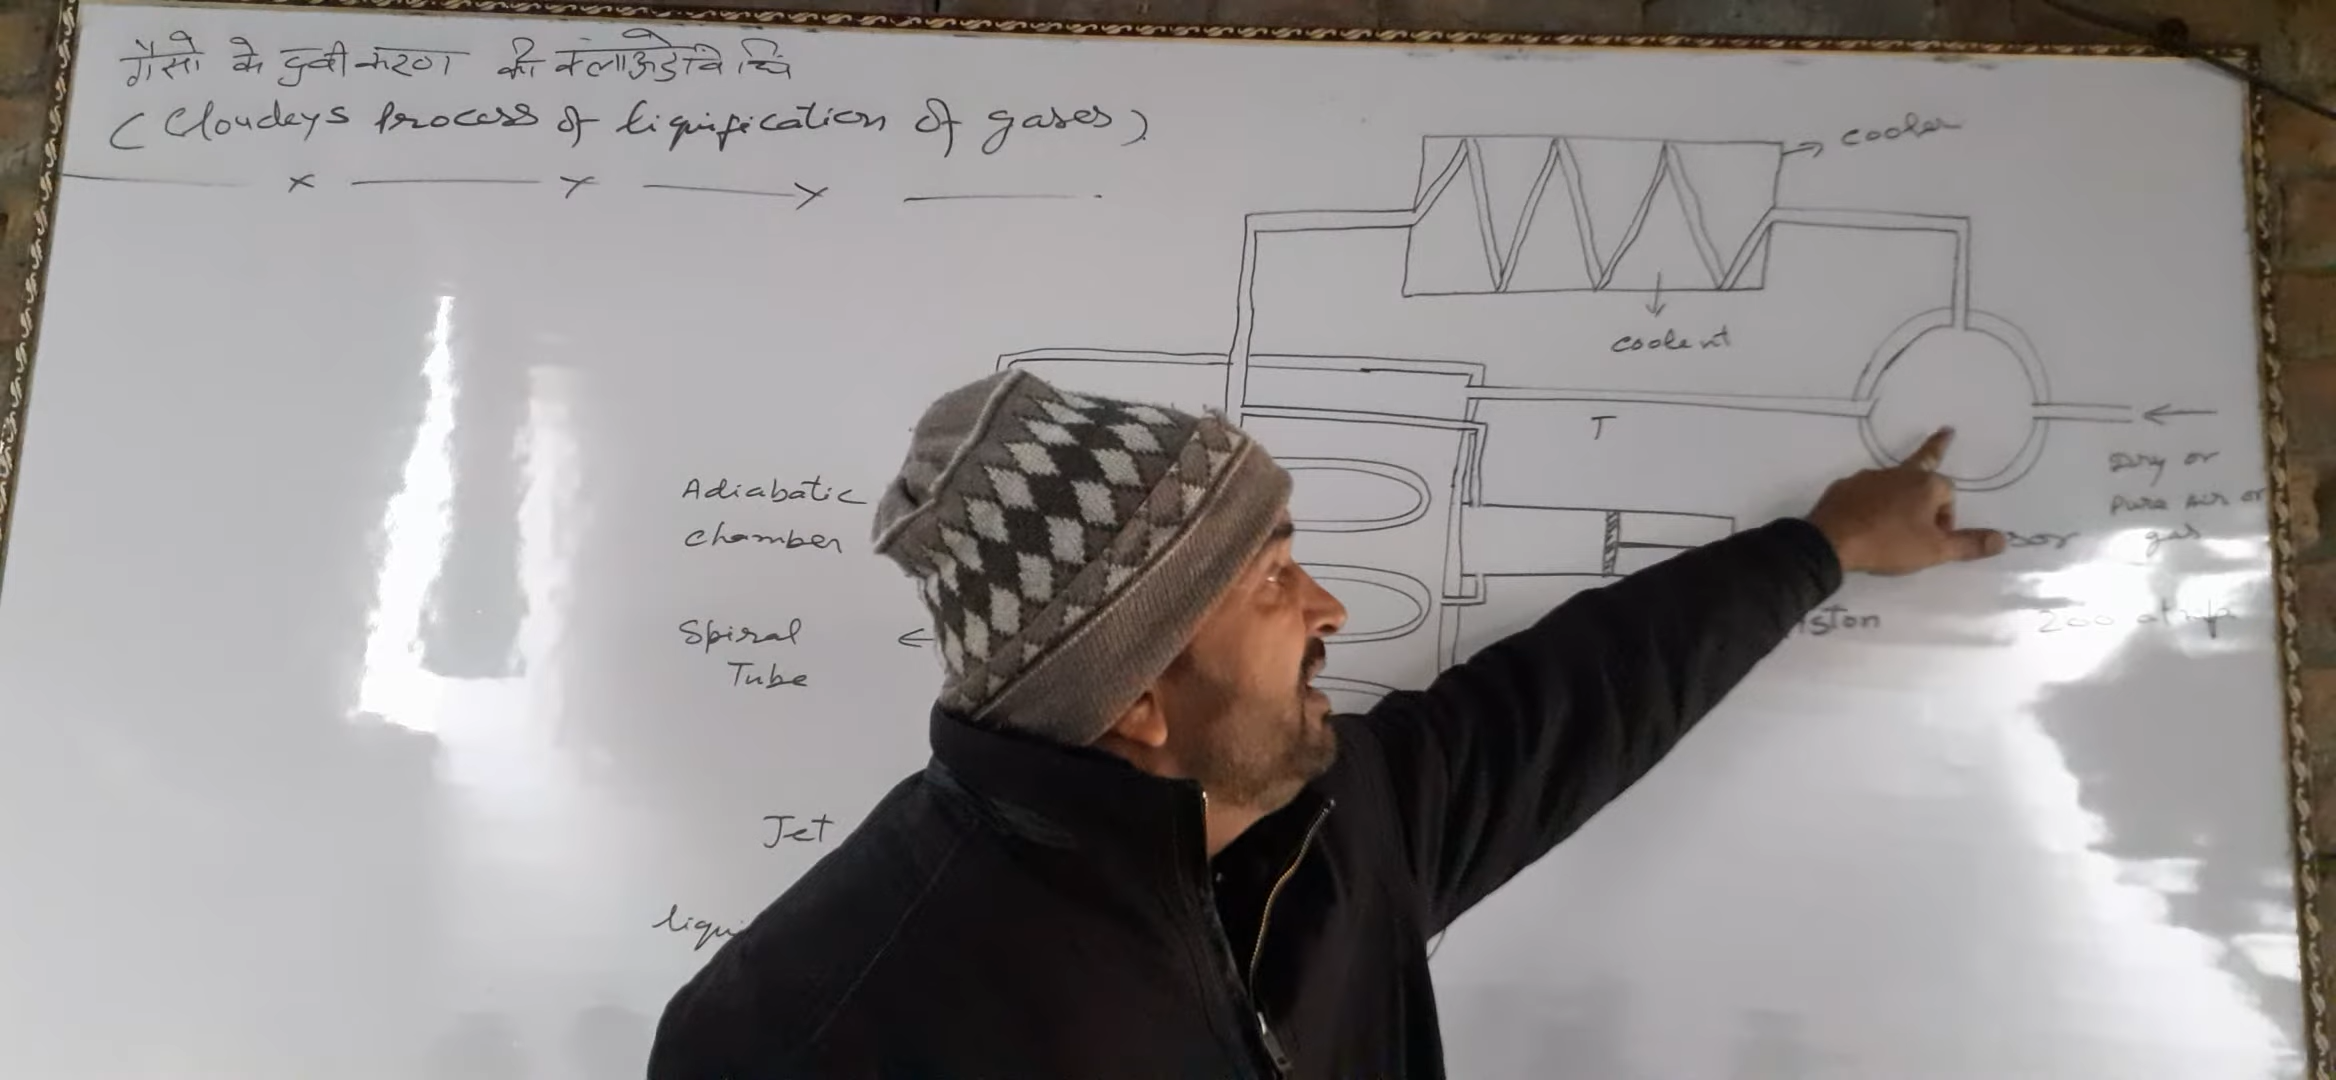 गैसो के द्रवीकरण की क्लाऊडे विधि
(Cloudeys Process of liquification of gases)
cooler
coolent
T
Adiabatic
chamber
Dry or
Pure Air or
gas
Spiral
Tube
200 atmp
Jet